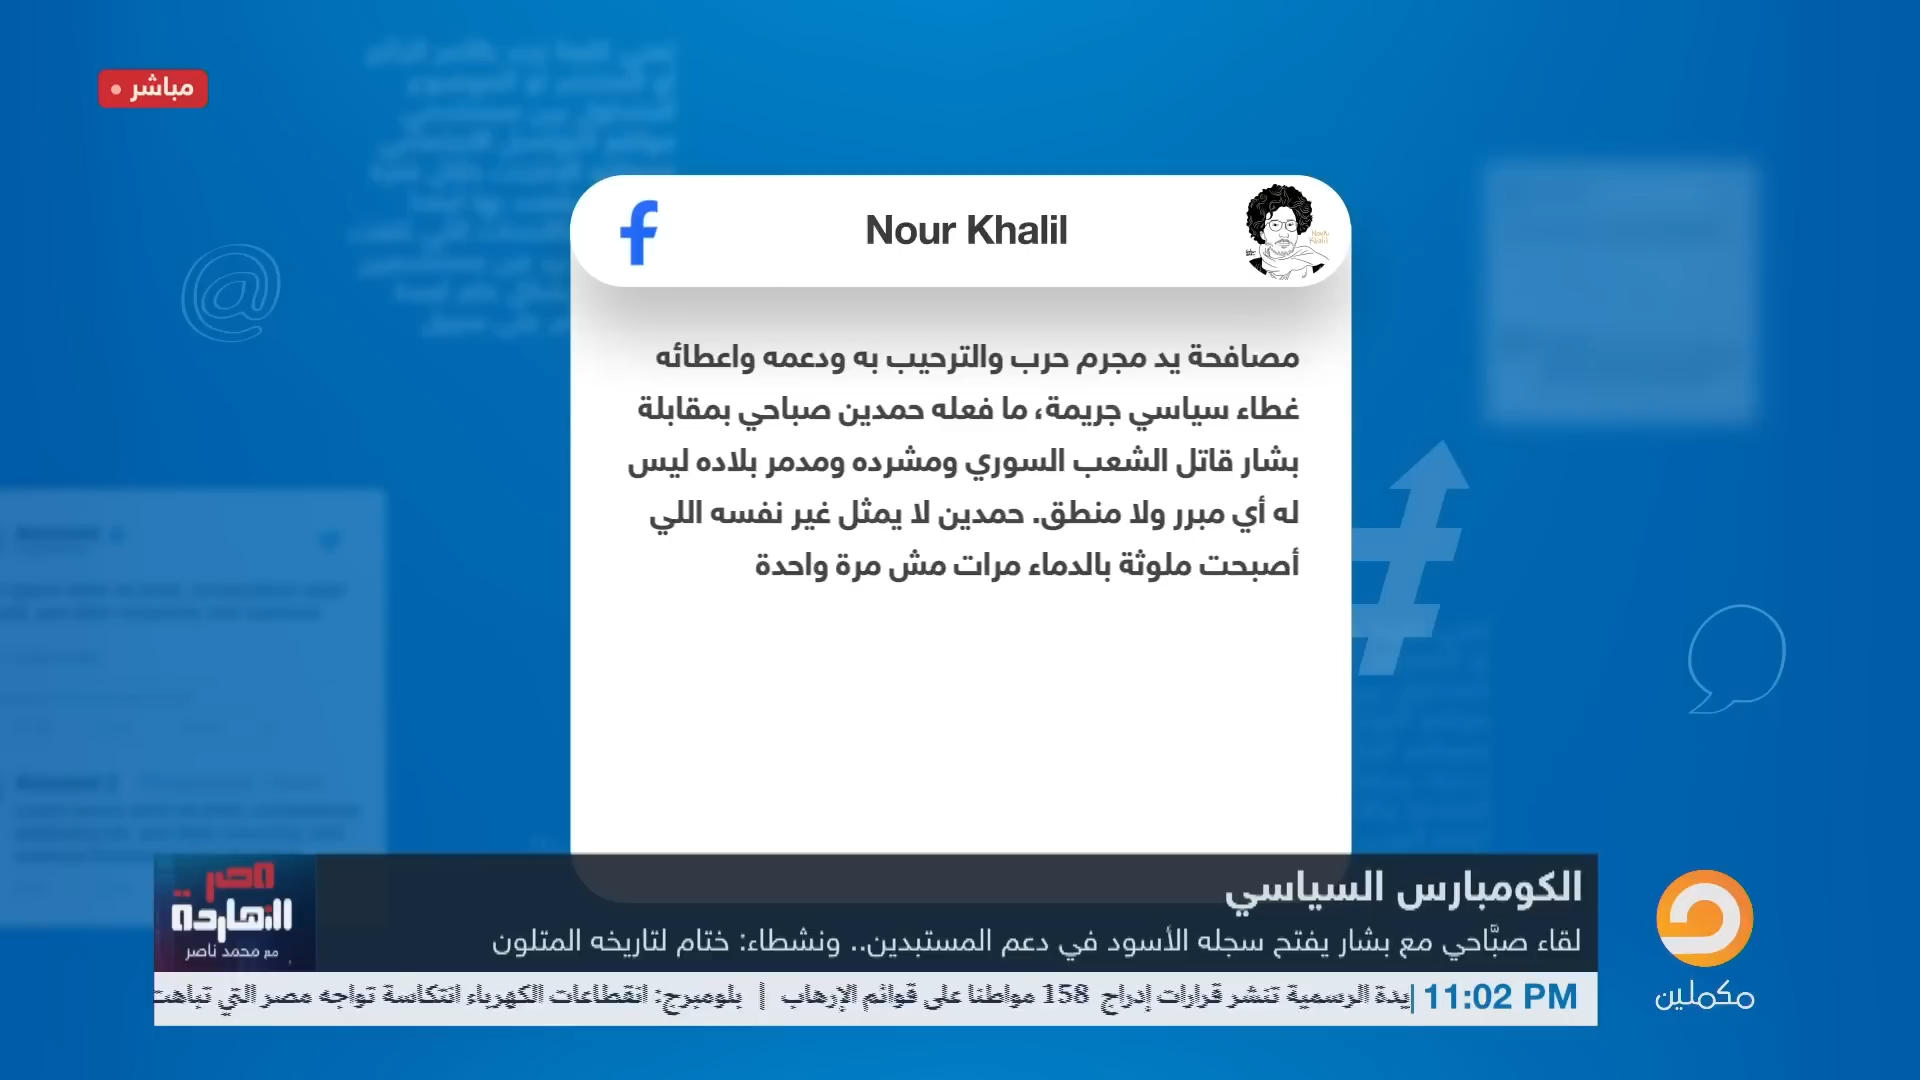 مباشر
Nour Khalil
مصافحة يد مجرم حرب والترحيب به ودعمه واعطائه
غطاء سياسي جريمة، ما فعله حمدين صباحي بمقابلة
بشار قاتل الشعب السوري ومشرده ومدمر بلاده ليس
له أي مبرر ولا منطق. حمدين لا يمثل غير نفسه اللي
أصبحت ملوثة بالدماء مرات مش مرة واحدة
الكومبارس السياسي
لقاء صبَّاحي مع بشار يفتح سجله الأسود في دعم المستبدين.. ونشطاء: ختام لتاريخه المتلون
مصر
النهاردة
مع محمد ناصر
11:02 PM
يدة الرسمية تنشر قرارات إدراج 158 مواطنا على قوائم الإرهاب | بلومبرج: انقطاعات الكهرباء انتكاسة تواجه مصر التي تباهت
مكملين